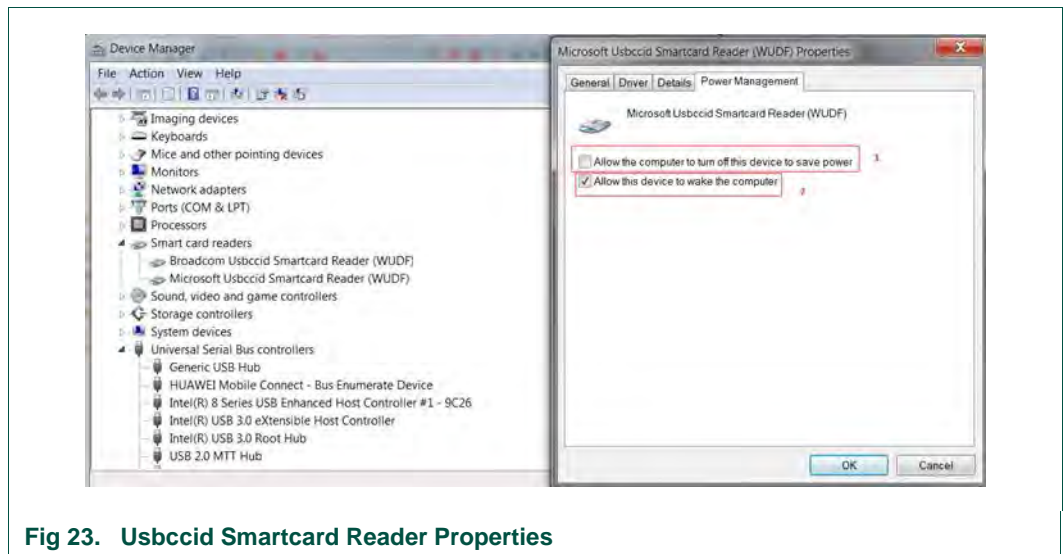 Device Manager
File Action View Help
Imaging devices
Keyboards
Mice and other pointing devices
Monitors
Network adapters
Ports (COM & LPT)
Processors
Smart card readers
Broadcom Usbccid Smartcard Reader (WUDF)
Microsoft Usbccid Smartcard Reader (WUDF)
Sound, video and game controllers
Storage controllers
System devices
Universal Serial Bus controllers
Generic USB Hub
HUAWEI Mobile Connect - Bus Enumerate Device
Intel(R) 8 Series USB Enhanced Host Controller #1 - 9C26
Intel(R) USB 3.0 eXtensible Host Controller
Intel(R) USB 3.0 Root Hub
USB 2.0 MTT Hub
Microsoft Usbccid Smartcard Reader (WUDF) Properties
General Driver Details Power Management
Microsoft Usbccid Smartcard Reader (WUDF)
Allow the computer to turn off this device to save power
Allow this device to wake the computer
OK Cancel
Fig 23. Usbccid Smartcard Reader Properties